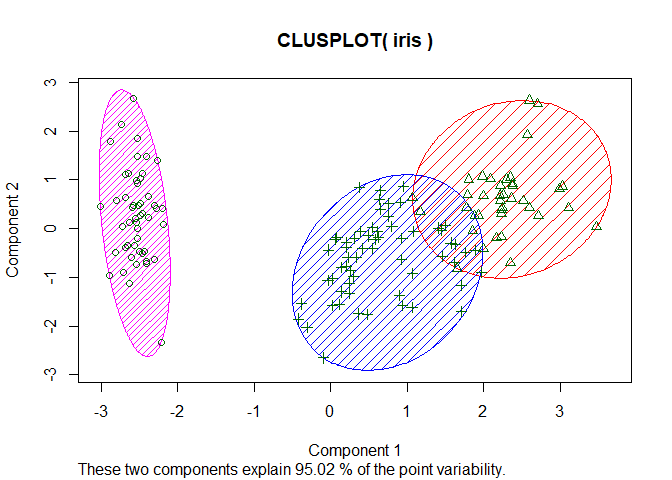 CLUSPLOT( iris )
3
2
1
0
-1
-2
-3
Component 2
-3 -2 -1 0 1 2 3
Component 1
These two components explain 95.02 % of the point variability.